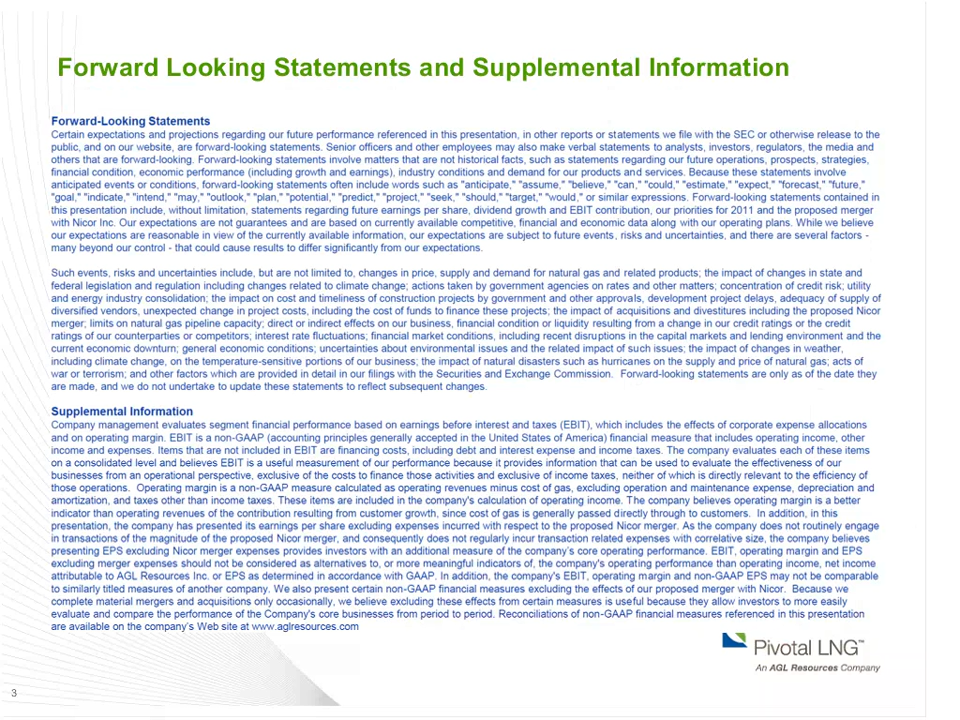 Forward Looking Statements and Supplemental Information
Forward-Looking Statements
Certain expectations and projections regarding our future performance referenced in this presentation, in other reports or statements we file with the SEC or otherwise release to the
public, and on our website, are forward-looking statements. Senior officers and other employees may also make verbal statements to analysts, investors, regulators, the media and
others that are forward-looking. Forward-looking statements involve matters that are not historical facts, such as statements regarding our future operations, prospects, strategies,
financial condition, economic performance (including growth and earnings), industry conditions and demand for our products and services. Because these statements involve
anticipated events or conditions, forward-looking statements often include words such as "anticipate," "assume," "believe," "can," "could," "estimate," "expect," "forecast," "future,"
"goal," "indicate," "intend," "may," "outlook," "plan," "potential," "predict," "project," "seek," "should," "target," "would," or similar expressions. Forward-looking statements contained in
this presentation include, without limitation, statements regarding future earnings per share, dividend growth and EBIT contribution, our priorities for 2011 and the proposed merger
with Nicor Inc. Our expectations are not guarantees and are based on currently available competitive, financial and economic data along with our operating plans. While we believe
our expectations are reasonable in view of the currently available information, our expectations are subject to future events, risks and uncertainties, and there are several factors -
many beyond our control - that could cause results to differ significantly from our expectations.
Such events, risks and uncertainties include, but are not limited to, changes in price, supply and demand for natural gas and related products; the impact of changes in state and
federal legislation and regulation including changes related to climate change; actions taken by government agencies on rates and other matters; concentration of credit risk; utility
and energy industry consolidation; the impact on cost and timeliness of construction projects by government and other approvals, development project delays, adequacy of supply of
diversified vendors, unexpected change in project costs, including the cost of funds to finance these projects; the impact of acquisitions and divestitures including the proposed Nicor
merger; limits on natural gas pipeline capacity; direct or indirect effects on our business, financial condition or liquidity resulting from a change in our credit ratings or the credit
ratings of our counterparties or competitors; interest rate fluctuations; financial market conditions, including recent disruptions in the capital markets and lending environment and the
current economic downturn; general economic conditions; uncertainties about environmental issues and the related impact of such issues; the impact of changes in weather,
including climate change, on the temperature-sensitive portions of our business; the impact of natural disasters such as hurricanes on the supply and price of natural gas; acts of
war or terrorism; and other factors which are provided in detail in our filings with the Securities and Exchange Commission. Forward-looking statements are only as of the date they
are made, and we do not undertake to update these statements to reflect subsequent changes.
Supplemental Information
Company management evaluates segment financial performance based on earnings before interest and taxes (EBIT), which includes the effects of corporate expense allocations
and on operating margin. EBIT is a non-GAAP (accounting principles generally accepted in the United States of America) financial measure that includes operating income, other
income and expenses. Items that are not included in EBIT are financing costs, including debt and interest expense and income taxes. The company evaluates each of these items
on a consolidated level and believes EBIT is a useful measurement of our performance because it provides information that can be used to evaluate the effectiveness of our
businesses from an operational perspective, exclusive of the costs to finance those activities and exclusive of income taxes, neither of which is directly relevant to the efficiency of
those operations. Operating margin is a non-GAAP measure calculated as operating revenues minus cost of gas, excluding operation and maintenance expense, depreciation and
amortization, and taxes other than income taxes. These items are included in the company's calculation of operating income. The company believes operating margin is a better
indicator than operating revenues of the contribution resulting from customer growth, since cost of gas is generally passed directly through to customers. In addition, in this
presentation, the company has presented its earnings per share excluding expenses incurred with respect to the proposed Nicor merger. As the company does not routinely engage
in transactions of the magnitude of the proposed Nicor merger, and consequently does not regularly incur transaction related expenses with correlative size, the company believes
presenting EPS excluding Nicor merger expenses provides investors with an additional measure of the company's core operating performance. EBIT, operating margin and EPS
excluding merger expenses should not be considered as alternatives to, or more meaningful indicators of, the company's operating performance than operating income, net income
attributable to AGL Resources Inc. or EPS as determined in accordance with GAAP. In addition, the company's EBIT, operating margin and non-GAAP EPS may not be comparable
to similarly titled measures of another company. We also present certain non-GAAP financial measures excluding the effects of our proposed merger with Nicor. Because we
complete material mergers and acquisitions only occasionally, we believe excluding these effects from certain measures is useful because they allow investors to more easily
evaluate and compare the performance of the Company's core businesses from period to period. Reconciliations of non-GAAP financial measures referenced in this presentation
are available on the company's Web site at www.aglresources.com
Pivotal LNG™
An AGL Resources Company
3